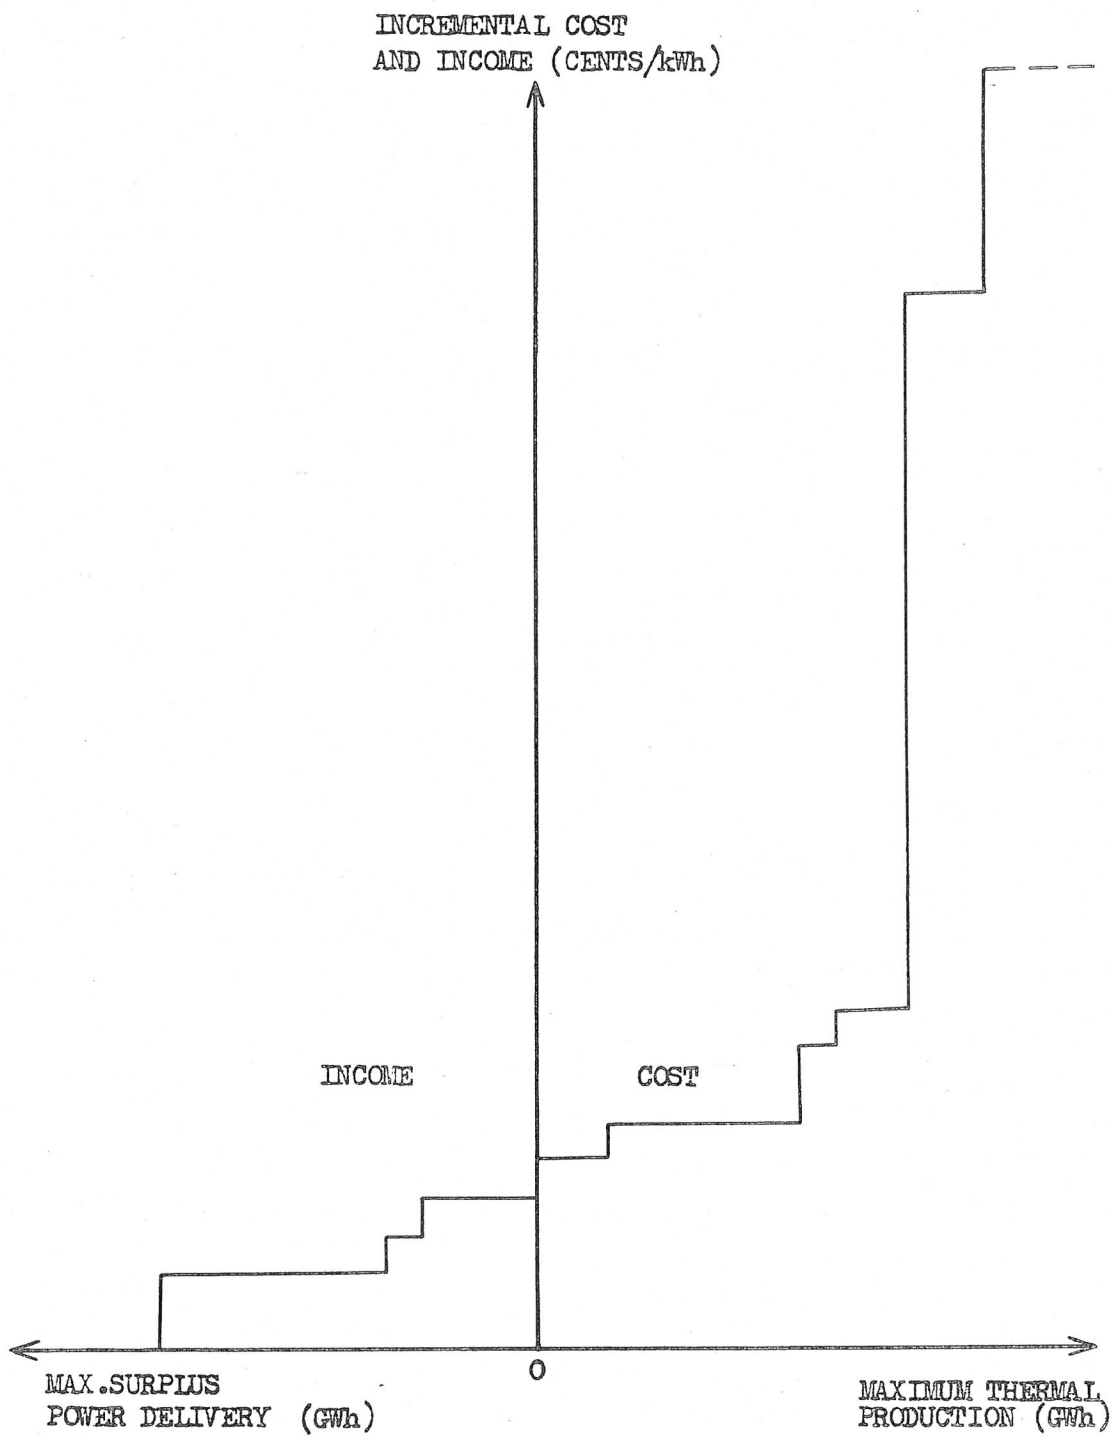 INCREMENTAL COST
AND INCOME (CENTS/kWh)
INCOME
COST
0
MAX.SURPLUS
POWER DELIVERY (GWh)
MAXIMUM THERMAL
PRODUCTION (GWh)